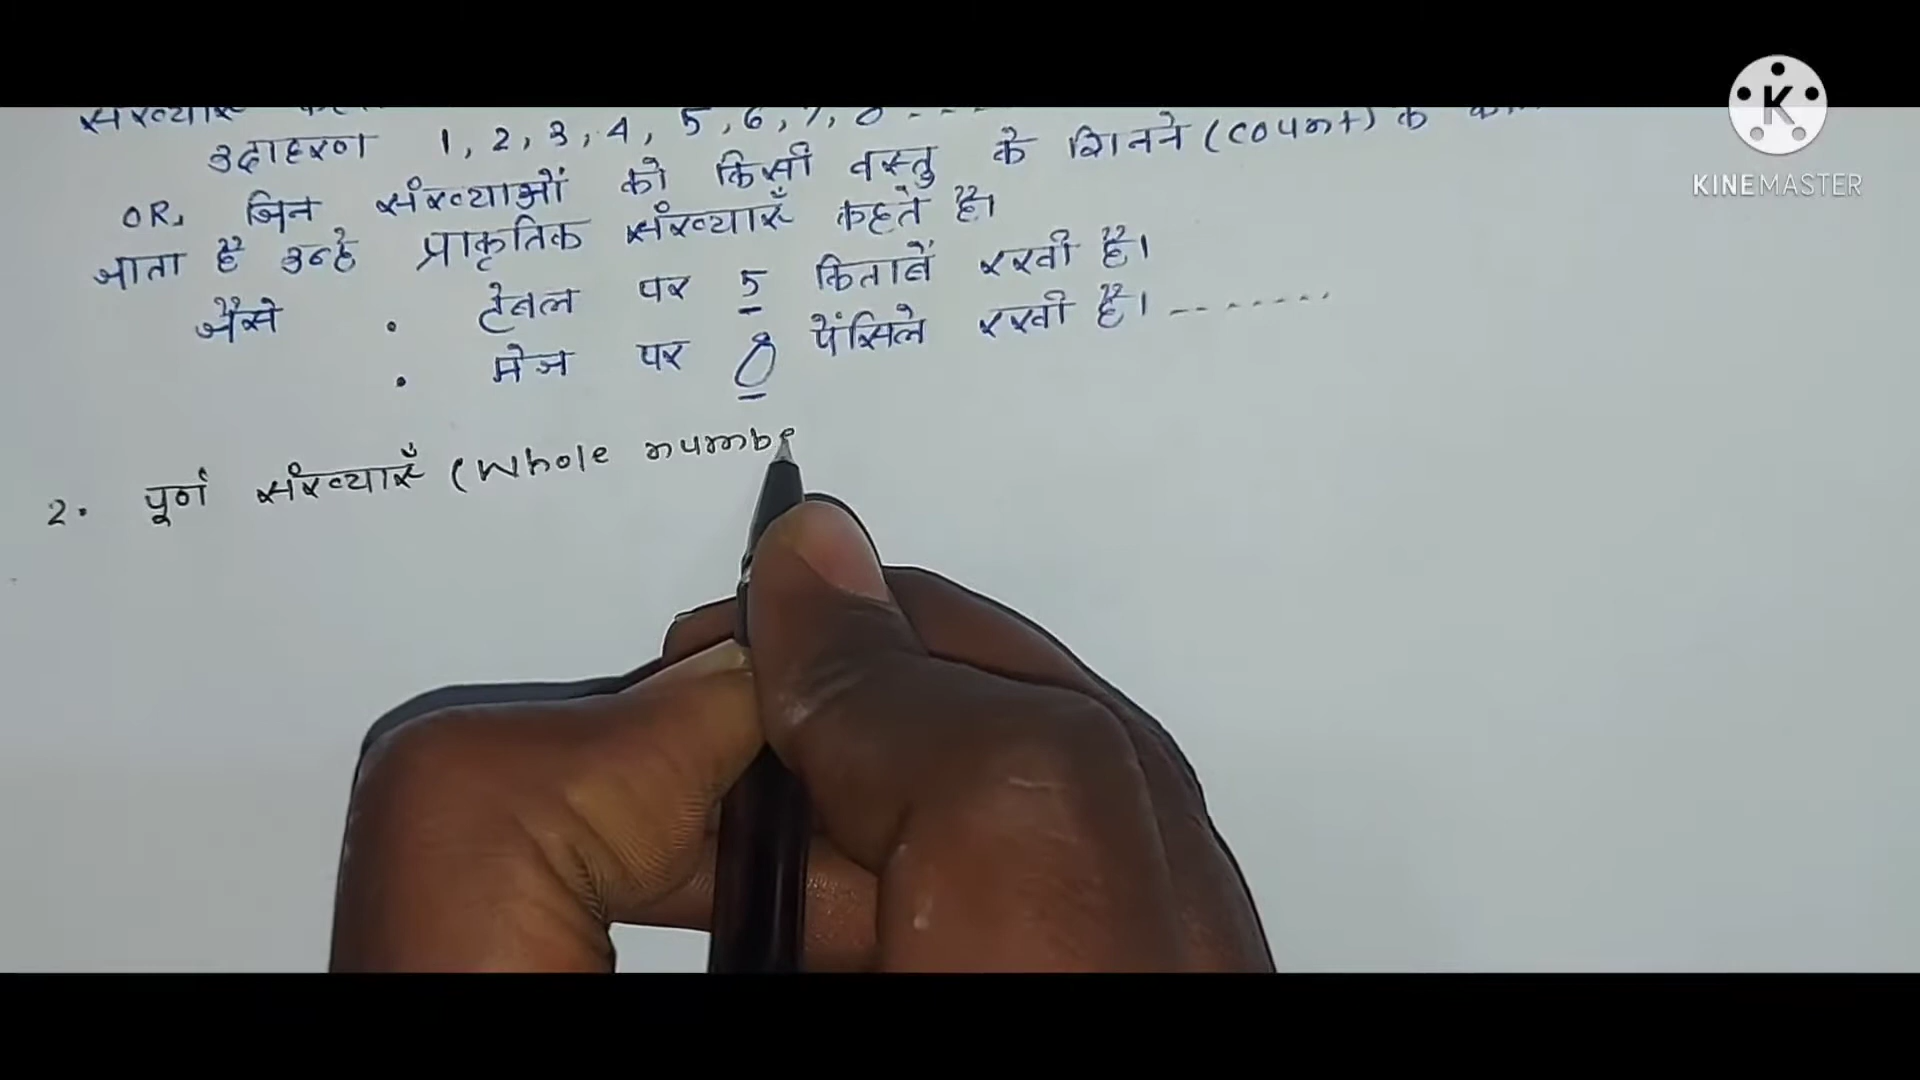 संख्याएँ
उदाहरण 1, 2, 3, 4, 5, 6, 7, 8 - - -
OR, जिन संख्याओं को किसी वस्तु के गिनने (count) के
जाता है उन्हे प्राकृतिक संख्याएँ कहते है।
जैसे . टेबल पर 5 किताबें रखी है।
. मेज पर 8 पेंसिले रखी है। - - - - - - -
2. पूर्ण संख्याएँ (Whole numbe
KINEMASTER